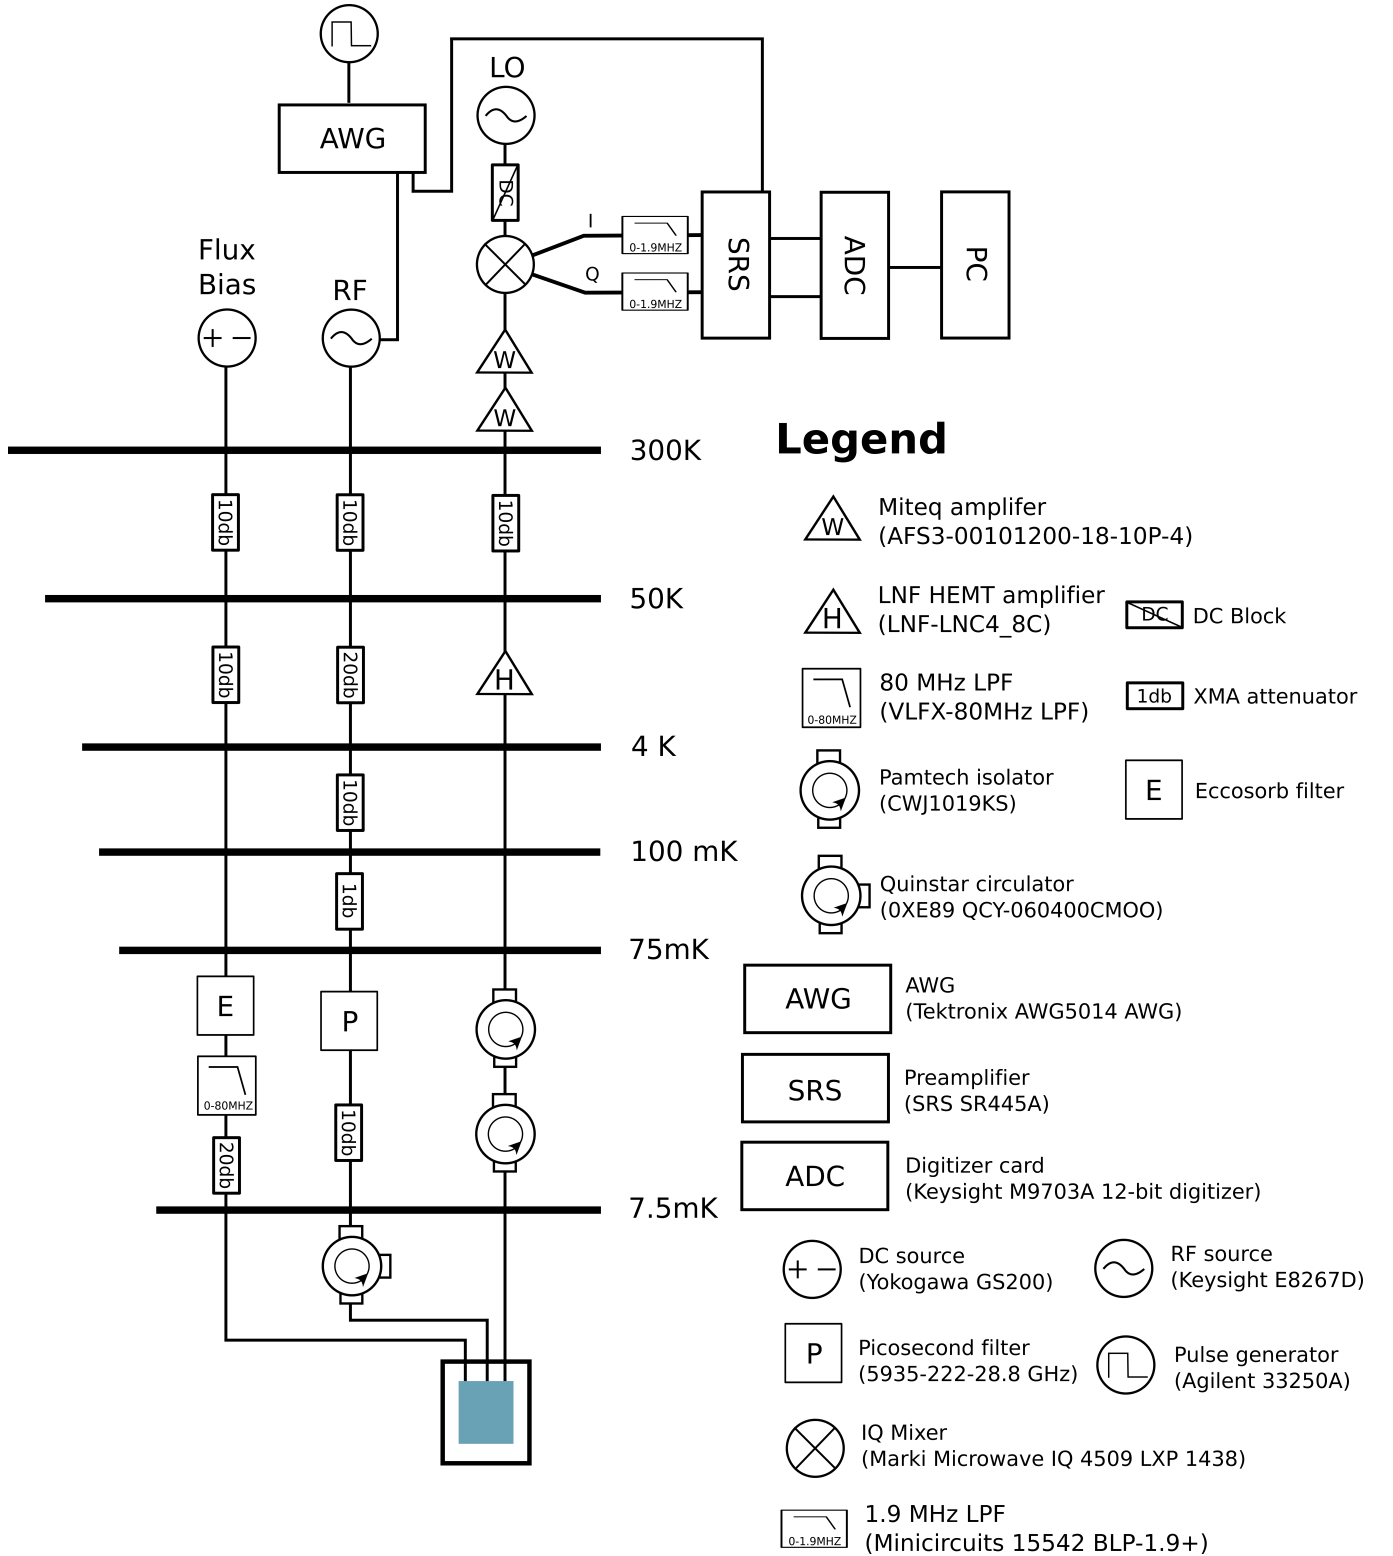 LO
AWG
DC
I
Q
0-1.9MHZ
0-1.9MHZ
SRS
ADC
PC
Flux
Bias
+ −
RF
W
W
300K
10db
10db
10db
50K
10db
20db
H
4 K
10db
100 mK
1db
75mK
E
P
0-80MHZ
10db
20db
7.5mK
Legend
W
Miteq amplifer
(AFS3-00101200-18-10P-4)
H
LNF HEMT amplifier
(LNF-LNC4_8C)
DC
DC Block
0-80MHZ
80 MHz LPF
(VLFX-80MHz LPF)
1db
XMA attenuator
Pamtech isolator
(CWJ1019KS)
E
Eccosorb filter
Quinstar circulator
(0XE89 QCY-060400CMOO)
AWG
AWG
(Tektronix AWG5014 AWG)
SRS
Preamplifier
(SRS SR445A)
ADC
Digitizer card
(Keysight M9703A 12-bit digitizer)
+ −
DC source
(Yokogawa GS200)
RF source
(Keysight E8267D)
P
Picosecond filter
(5935-222-28.8 GHz)
Pulse generator
(Agilent 33250A)
IQ Mixer
(Marki Microwave IQ 4509 LXP 1438)
0-1.9MHZ
1.9 MHz LPF
(Minicircuits 15542 BLP-1.9+)